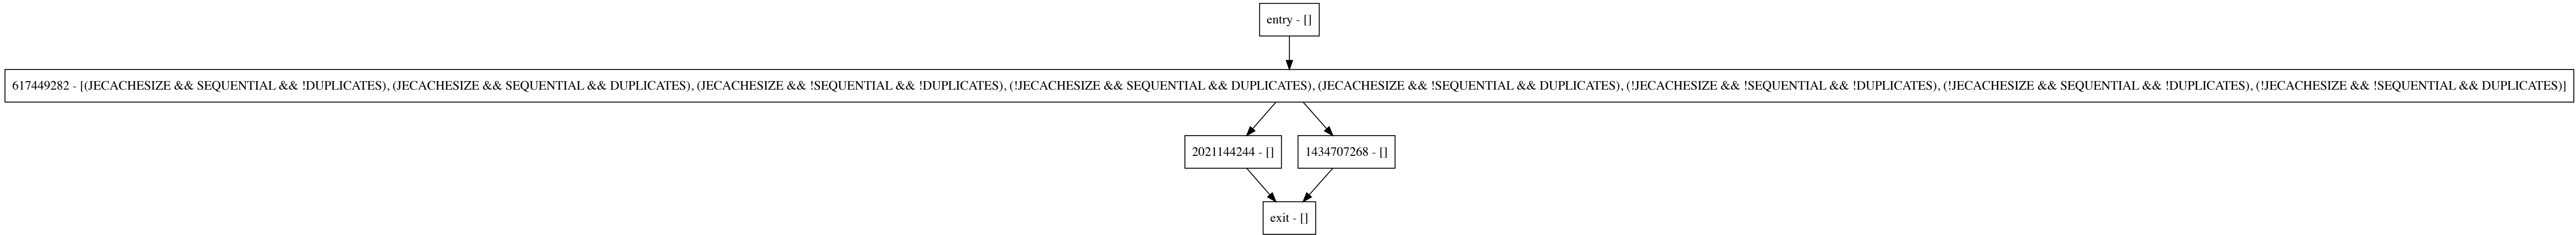 entry - []
617449282 - [(JECACHESIZE && SEQUENTIAL && !DUPLICATES), (JECACHESIZE && SEQUENTIAL && DUPLICATES), (JECACHESIZE && !SEQUENTIAL && !DUPLICATES), (!JECACHESIZE && SEQUENTIAL && DUPLICATES), (JECACHESIZE && !SEQUENTIAL && DUPLICATES), (!JECACHESIZE && !SEQUENTIAL && !DUPLICATES), (!JECACHESIZE && SEQUENTIAL && !DUPLICATES), (!JECACHESIZE && !SEQUENTIAL && DUPLICATES)]
2021144244 - []
1434707268 - []
exit - []